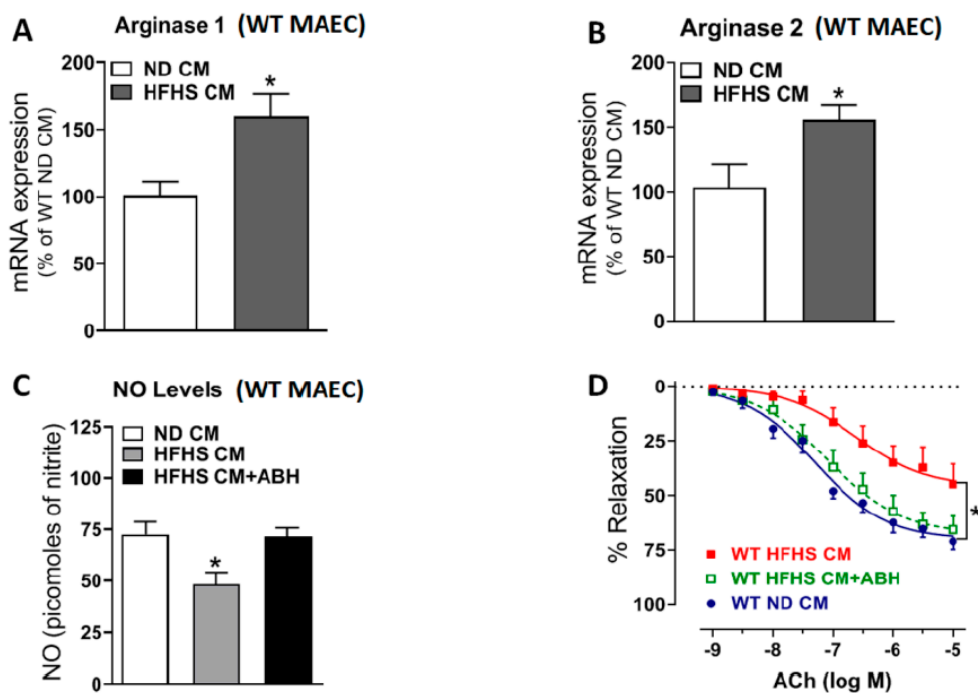 A
Arginase 1 (WT MAEC)
mRNA expression
(% of WT ND CM)
200
150
100
50
0
ND CM
HFHS CM
*
B
Arginase 2 (WT MAEC)
mRNA expression
(% of WT ND CM)
200
150
100
50
0
ND CM
HFHS CM
*
C
NO Levels (WT MAEC)
NO (picomoles of nitrite)
125
100
75
50
25
0
ND CM
HFHS CM
HFHS CM+ABH
*
D
% Relaxation
0
25
50
75
100
*
WT HFHS CM
WT HFHS CM+ABH
WT ND CM
-9 -8 -7 -6 -5
ACh (log M)